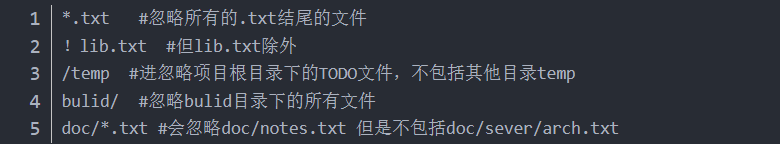 1 *.txt   #忽略所有的.txt结尾的文件
2 ！lib.txt  #但lib.txt除外
3 /temp  #进忽略项目根目录下的TODO文件，不包括其他目录temp
4 bulid/  #忽略bulid目录下的所有文件
5 doc/*.txt #会忽略doc/notes.txt 但是不包括doc/sever/arch.txt